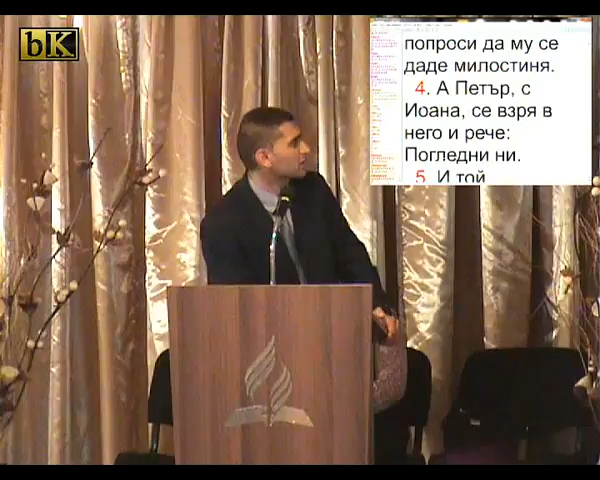 bK
попроси да му се
даде милостиня.
4. А Петър, с
Иоана, се взря в
него и рече:
Погледни ни.
5. И той